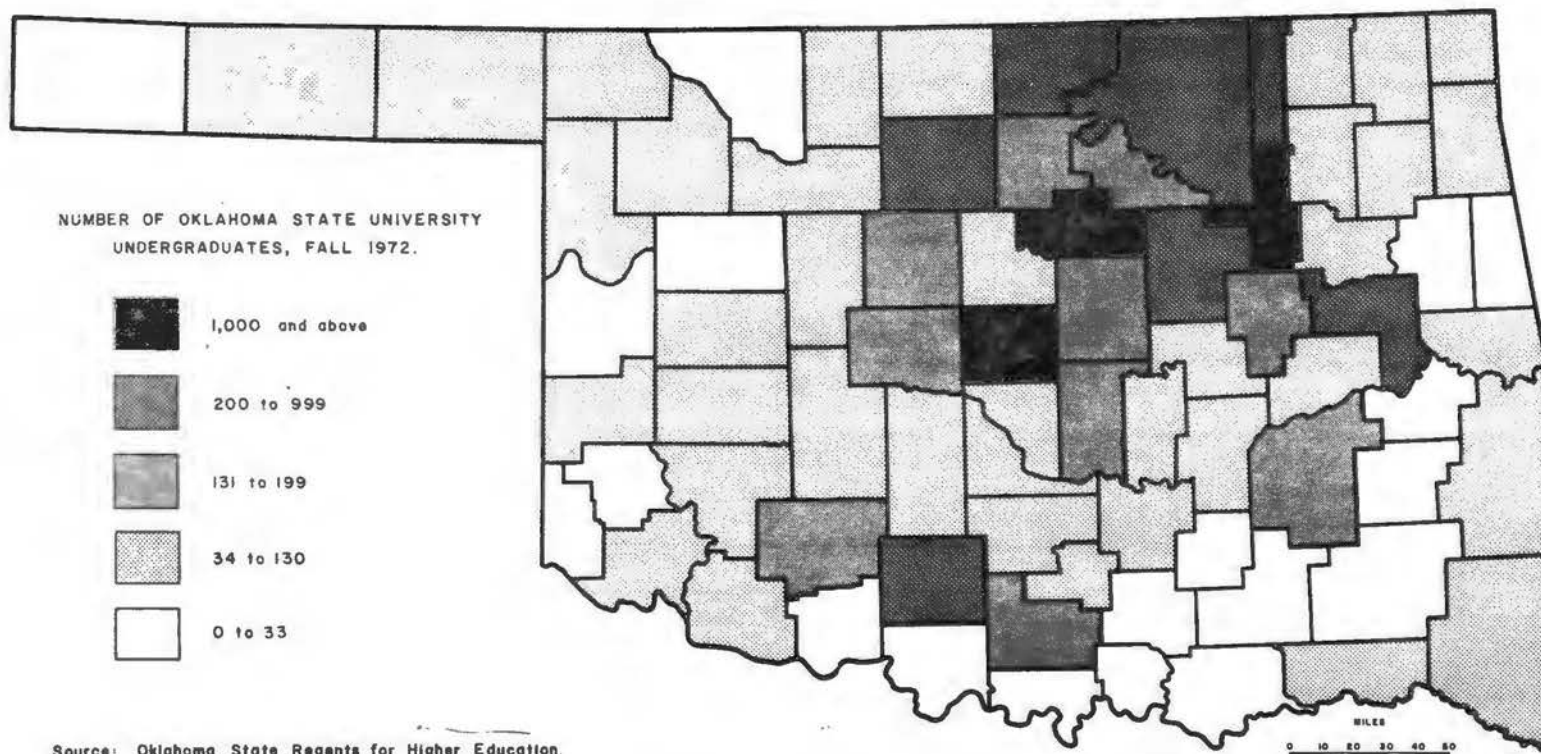 NUMBER OF OKLAHOMA STATE UNIVERSITY
UNDERGRADUATES, FALL 1972.
1,000 and above
200 to 999
131 to 199
34 to 130
0 to 33
Source: Oklahoma State Regents for Higher Education.
MILES
0 10 20 30 40 50